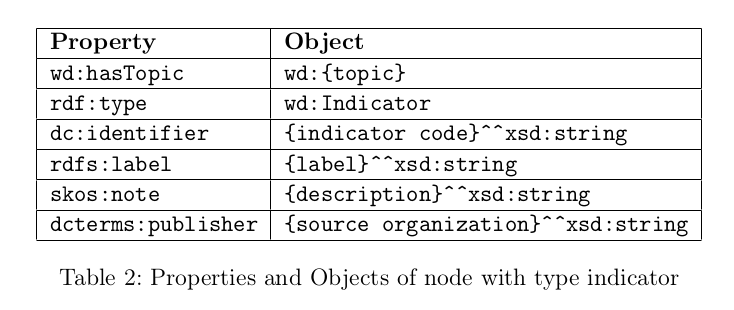 Property Object
wd:hasTopic wd:{topic}
rdf:type wd:Indicator
dc:identifier {indicator code}^^xsd:string
rdfs:label {label}^^xsd:string
skos:note {description}^^xsd:string
dcterms:publisher {source organization}^^xsd:string
Table 2: Properties and Objects of node with type indicator